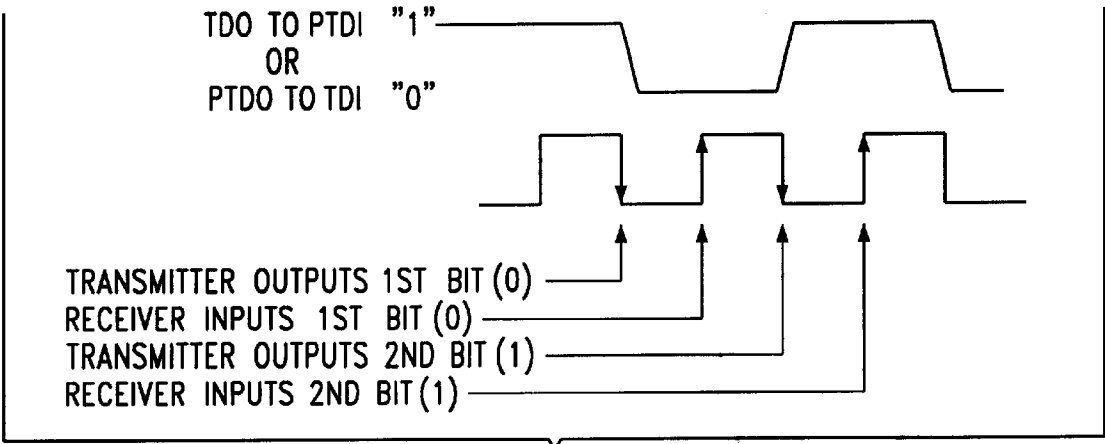 TDO TO PTDI "1"
OR
PTDO TO TDI "0"
TRANSMITTER OUTPUTS 1ST BIT (0)
RECEIVER INPUTS 1ST BIT (0)
TRANSMITTER OUTPUTS 2ND BIT (1)
RECEIVER INPUTS 2ND BIT (1)